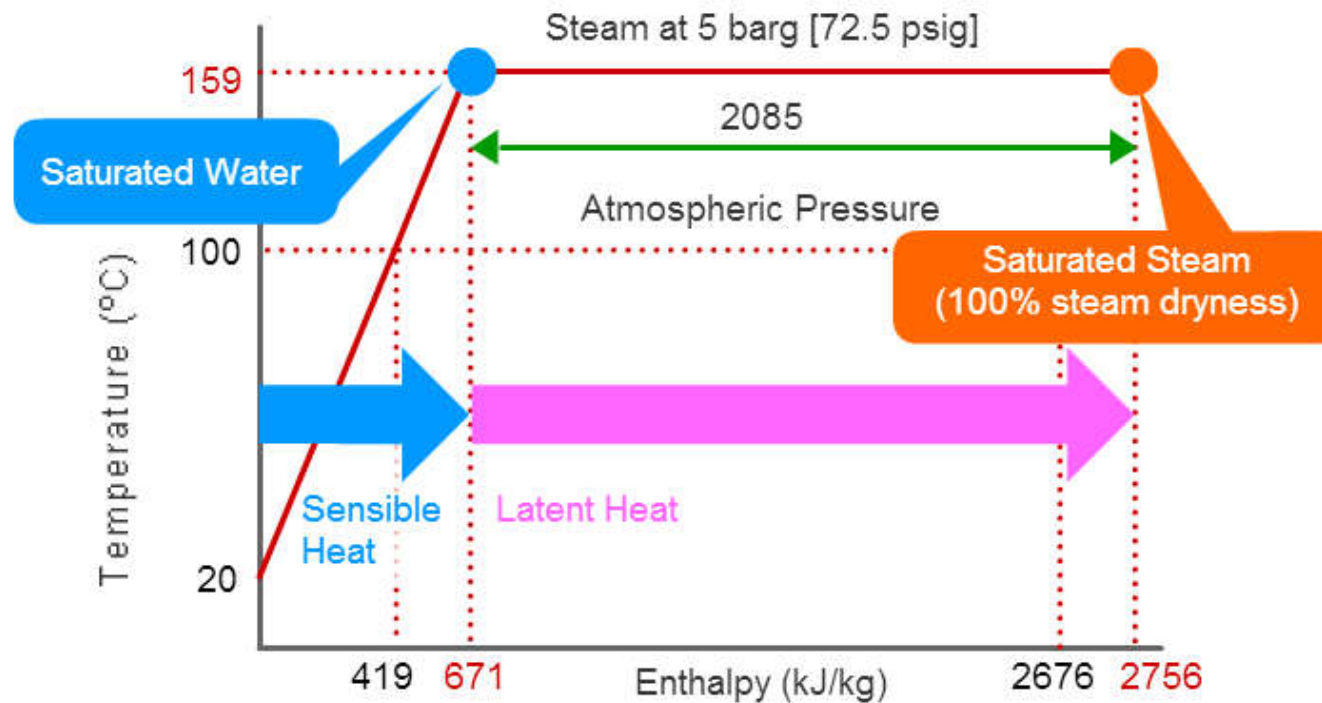 Steam at 5 barg [72.5 psig]
159
2085
Saturated Water
Atmospheric Pressure
100
Saturated Steam
(100% steam dryness)
Temperature (ºC)
Sensible
Heat
Latent Heat
20
419
671
Enthalpy (kJ/kg)
2676
2756